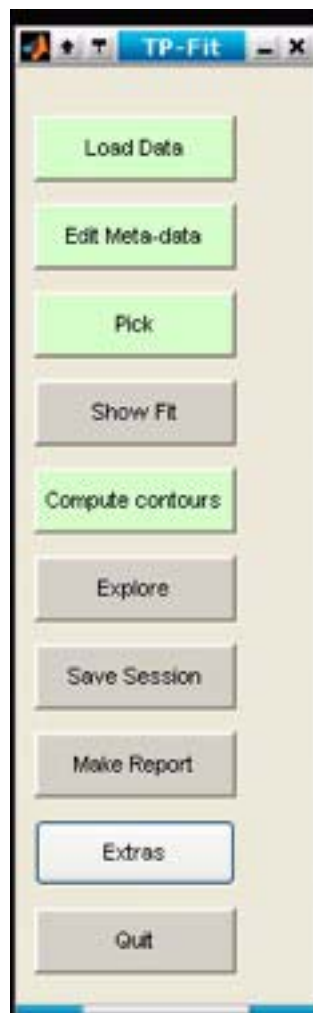 TP-Fit
Load Data
Edit Meta-data
Pick
Show Fit
Compute contours
Explore
Save Session
Make Report
Extras
Quit